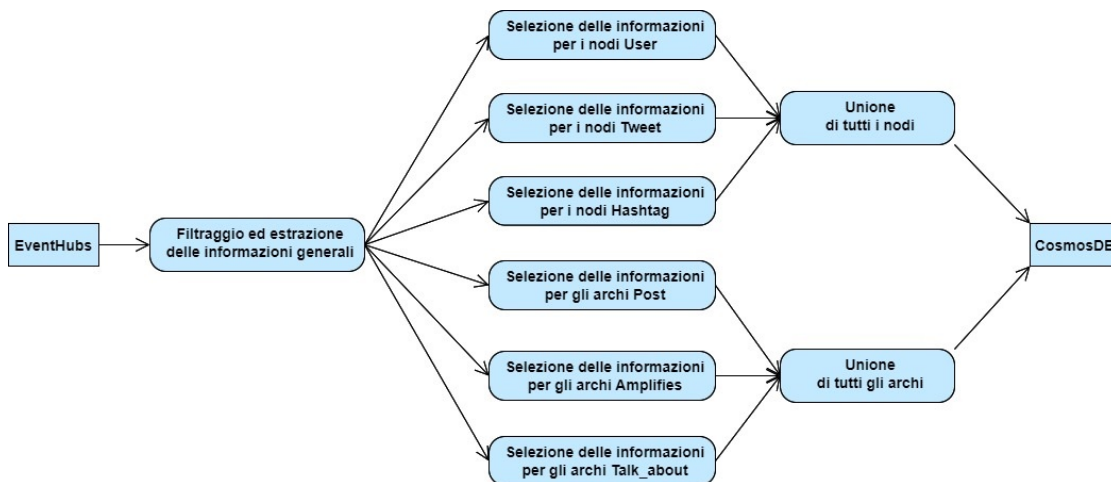 Selezione delle informazioni
per i nodi User
Selezione delle informazioni
per i nodi Tweet
Unione
di tutti i nodi
Selezione delle informazioni
per i nodi Hashtag
EventHubs
Filtraggio ed estrazione
delle informazioni generali
CosmosDB
Selezione delle informazioni
per gli archi Post
Selezione delle informazioni
per gli archi Amplifies
Unione
di tutti gli archi
Selezione delle informazioni
per gli archi Talk_about